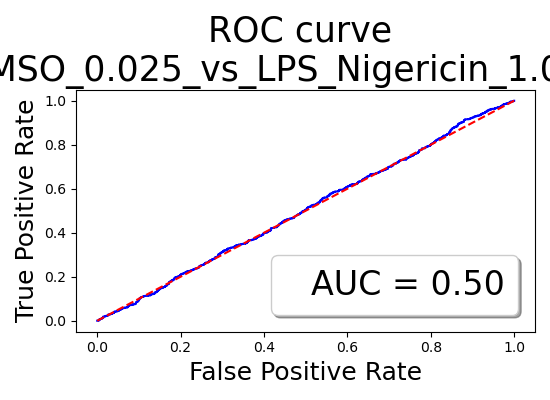 ROC curve
MSO_0.025_vs_LPS_Nigericin_1.0
True Positive Rate
1.0
0.8
0.6
0.4
0.2
0.0
AUC = 0.50
0.0 0.2 0.4 0.6 0.8 1.0
False Positive Rate